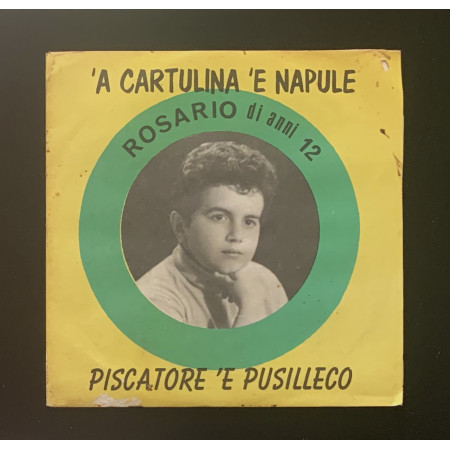 'A CARTULINA 'E NAPULE
ROSARIO di anni 12
PISCATORE 'E PUSILLECO